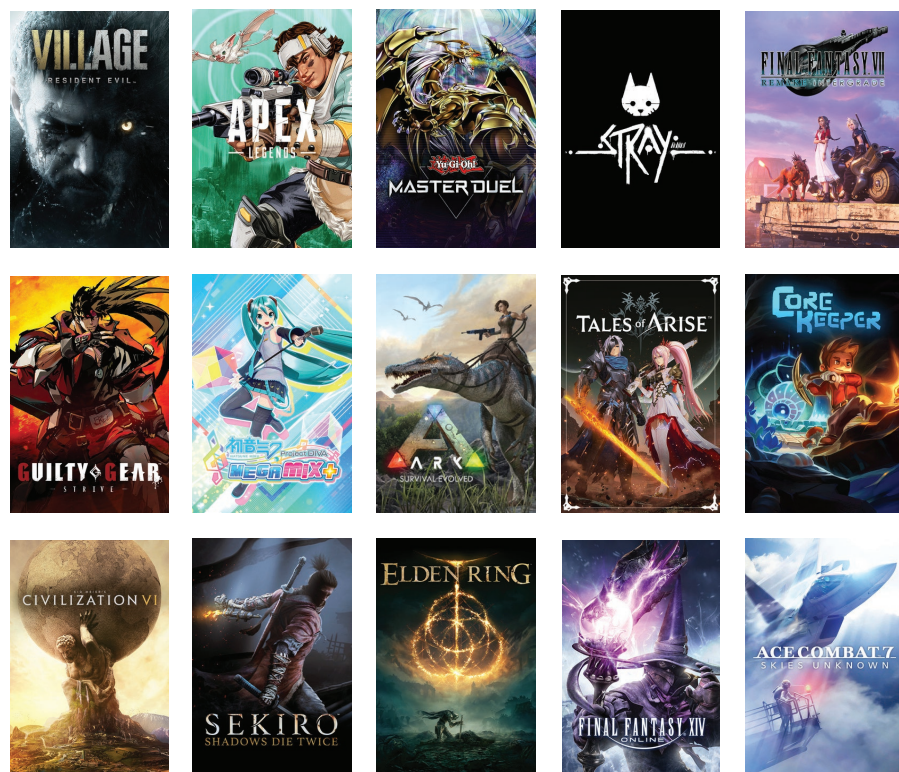 VILLAGE
RESIDENT EVIL.
APEX
LEGENDS
Yu-Gi-Oh!
MASTER DUEL
STRAY
FINAL FANTASY VII
REMAKE INTERGRADE
GUILTY GEAR
STRIVE
初音ミク
Project DIVA
MEGA MIX+
ARK
SURVIVAL EVOLVED
TALES of ARISE
CORE
KEEPER
SID MEIER'S
CIVILIZATION VI
SEKIRO
SHADOWS DIE TWICE
ELDEN RING
FINAL FANTASY XIV
ONLINE
ACE COMBAT 7
SKIES UNKNOWN